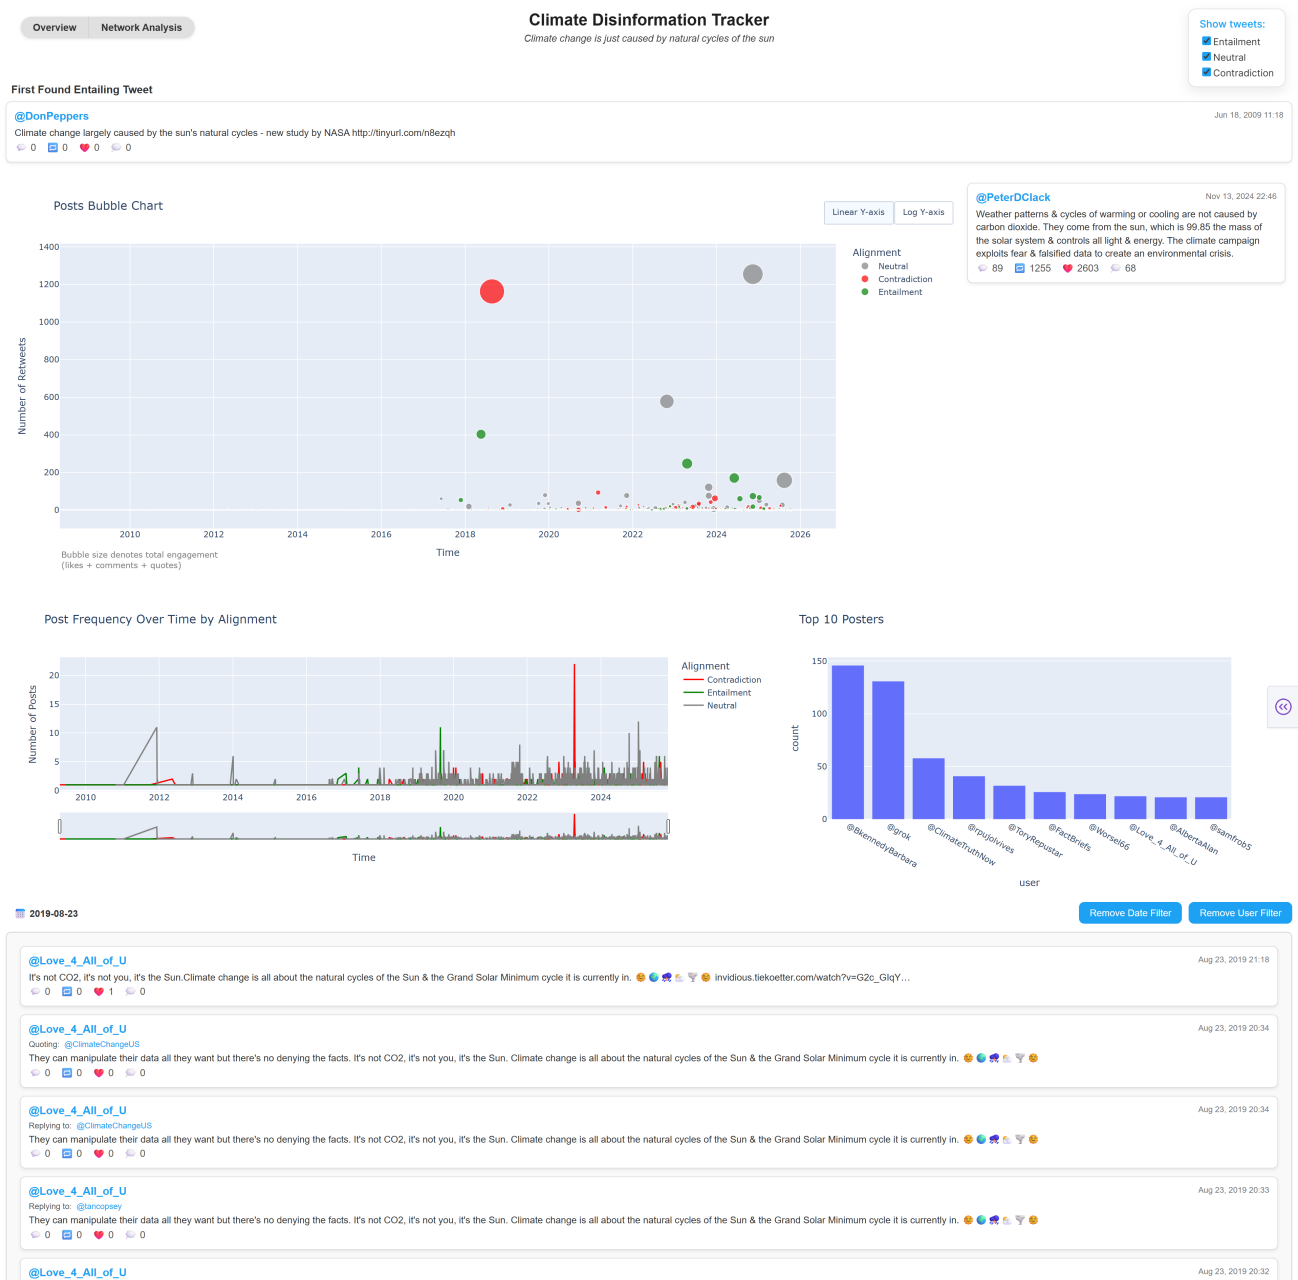 Overview
Network Analysis
Climate Disinformation Tracker
Climate change is just caused by natural cycles of the sun
Show tweets:
Entailment
Neutral
Contradiction
First Found Entailing Tweet
@DonPeppers
Jun 18, 2009 11:18
Climate change largely caused by the sun's natural cycles - new study by NASA http://tinyurl.com/n8ezqh
0 0 0 0
Posts Bubble Chart
Linear Y-axis
Log Y-axis
1400
1200
1000
800
600
400
200
0
Number of Retweets
2010 2012 2014 2016 2018 2020 2022 2024 2026
Time
Bubble size denotes total engagement
(likes + comments + quotes)
Alignment
Neutral
Contradiction
Entailment
@PeterDClack
Nov 13, 2024 22:46
Weather patterns & cycles of warming or cooling are not caused by
carbon dioxide. They come from the sun, which is 99.85 the mass of
the solar system & controls all light & energy. The climate campaign
exploits fear & falsified data to create an environmental crisis.
89 1255 2603 68
Post Frequency Over Time by Alignment
20
15
10
5
0
Number of Posts
2010 2012 2014 2016 2018 2020 2022 2024
Time
Alignment
Contradiction
Entailment
Neutral
Top 10 Posters
150
100
50
0
count
@BkennedyBarbara
@grok
@ClimateTruthNow
@rpujolvives
@ToryRepustar
@FactBriefs
@Worsel66
@Love_4_All_of_U
@AlbertaAlan
@samfrob5
user
2019-08-23
Remove Date Filter
Remove User Filter
@Love_4_All_of_U
Aug 23, 2019 21:18
It's not CO2, it's not you, it's the Sun.Climate change is all about the natural cycles of the Sun & the Grand Solar Minimum cycle it is currently in. invidious.tiekoetter.com/watch?v=G2c_GIqY…
0 0 1 0
@Love_4_All_of_U
Aug 23, 2019 20:34
Quoting: @ClimateChangeUS
They can manipulate their data all they want but there's no denying the facts. It's not CO2, it's not you, it's the Sun. Climate change is all about the natural cycles of the Sun & the Grand Solar Minimum cycle it is currently in.
0 0 0 0
@Love_4_All_of_U
Aug 23, 2019 20:34
Replying to: @ClimateChangeUS
They can manipulate their data all they want but there's no denying the facts. It's not CO2, it's not you, it's the Sun. Climate change is all about the natural cycles of the Sun & the Grand Solar Minimum cycle it is currently in.
0 0 0 0
@Love_4_All_of_U
Aug 23, 2019 20:33
Replying to: @tancopsey
They can manipulate their data all they want but there's no denying the facts. It's not CO2, it's not you, it's the Sun. Climate change is all about the natural cycles of the Sun & the Grand Solar Minimum cycle it is currently in.
0 0 0 0
@Love_4_All_of_U
Aug 23, 2019 20:32